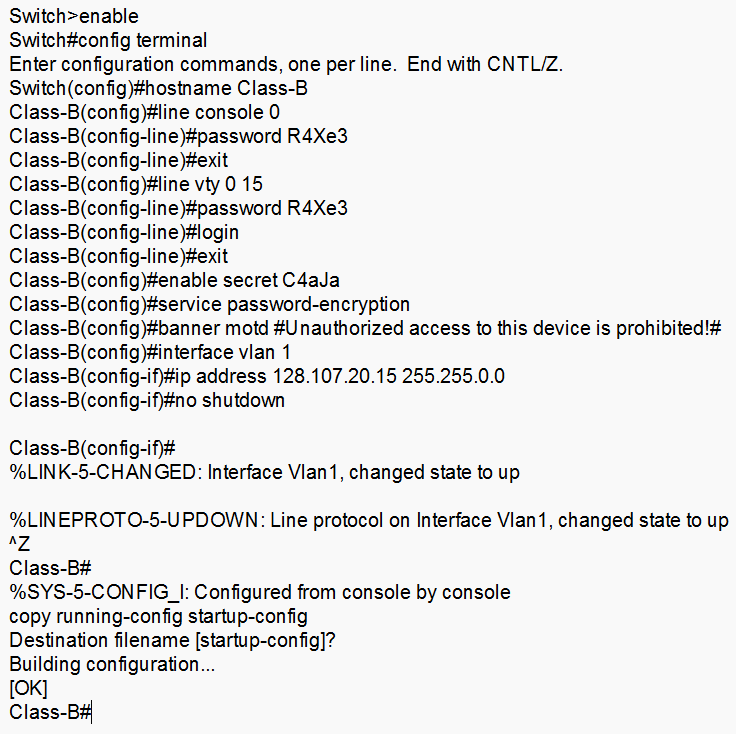 Switch>enable
Switch#config terminal
Enter configuration commands, one per line.  End with CNTL/Z.
Switch(config)#hostname Class-B
Class-B(config)#line console 0
Class-B(config-line)#password R4Xe3
Class-B(config-line)#exit
Class-B(config)#line vty 0 15
Class-B(config-line)#password R4Xe3
Class-B(config-line)#login
Class-B(config-line)#exit
Class-B(config)#enable secret C4aJa
Class-B(config)#service password-encryption
Class-B(config)#banner motd #Unauthorized access to this device is prohibited!#
Class-B(config)#interface vlan 1
Class-B(config-if)#ip address 128.107.20.15 255.255.0.0
Class-B(config-if)#no shutdown

Class-B(config-if)#
%LINK-5-CHANGED: Interface Vlan1, changed state to up

%LINEPROTO-5-UPDOWN: Line protocol on Interface Vlan1, changed state to up
^Z
Class-B#
%SYS-5-CONFIG_I: Configured from console by console
copy running-config startup-config
Destination filename [startup-config]?
Building configuration...
[OK]
Class-B#